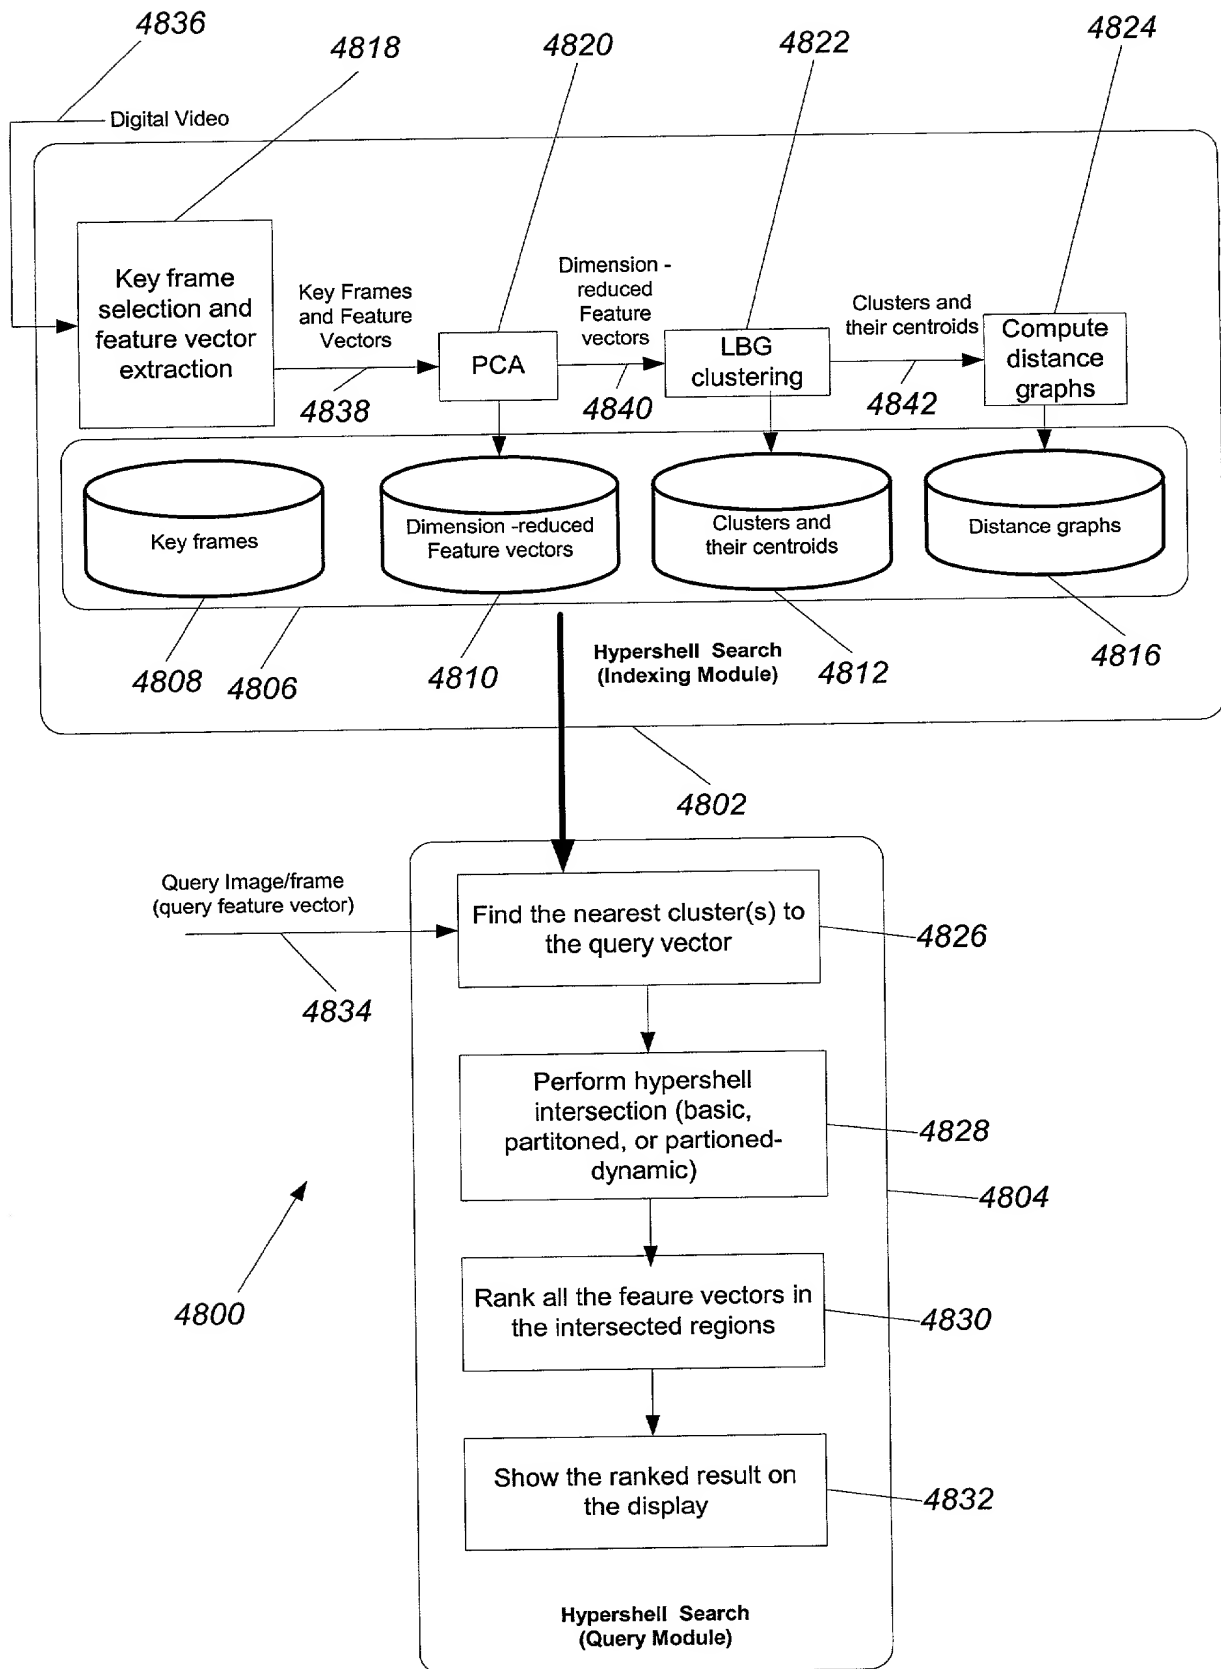 4836
4818
4820
4822
4824
Digital Video
Key frame
selection and
feature vector
extraction
Key Frames
and Feature
Vectors
4838
PCA
Dimension -
reduced
Feature
vectors
4840
LBG
clustering
Clusters and
their centroids
4842
Compute
distance
graphs
Key frames
Dimension -reduced
Feature vectors
Clusters and
their centroids
Distance graphs
4808
4806
4810
Hypershell Search
(Indexing Module)
4812
4816
4802
Query Image/frame
(query feature vector)
4834
Find the nearest cluster(s) to
the query vector
4826
Perform hypershell
intersection (basic,
partitoned, or partioned-
dynamic)
4828
4804
4800
Rank all the feaure vectors in
the intersected regions
4830
Show the ranked result on
the display
4832
Hypershell Search
(Query Module)